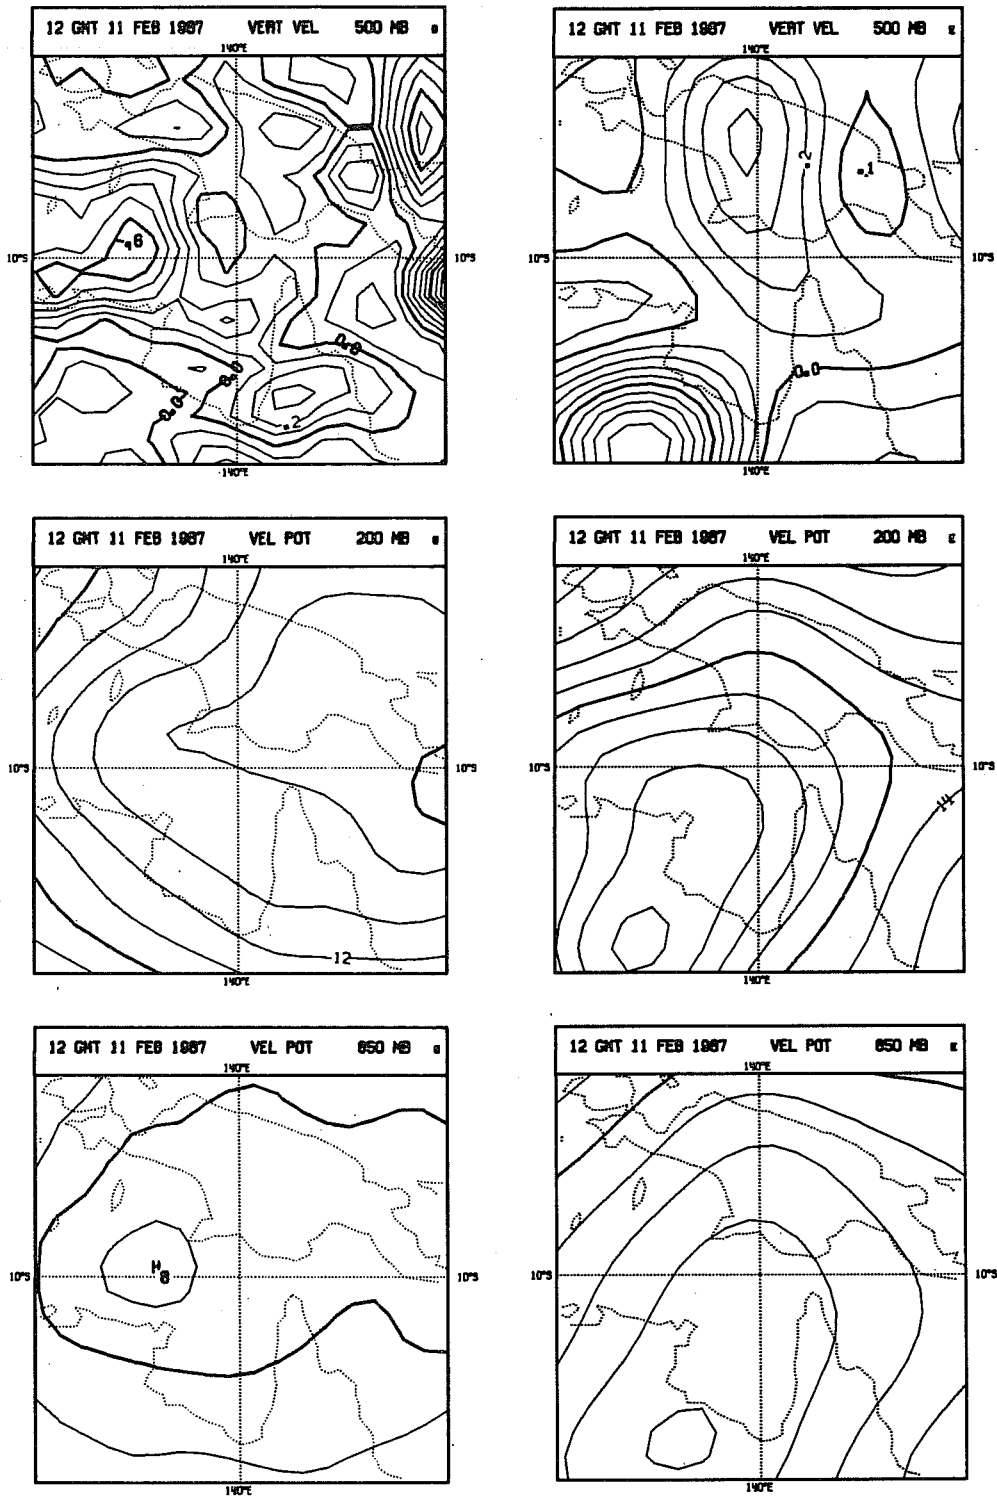 12 GMT 11 FEB 1987 VERT VEL 500 MB
140°E
-.6
10°S 10°S
0.0
0.0
0.0
.2
140°E
12 GMT 11 FEB 1987 VERT VEL 500 MB E
140°E
.2
.1
10°S 10°S
0.0
140°E
12 GMT 11 FEB 1987 VEL POT 200 MB
140°E
10°S 10°S
12
140°E
12 GMT 11 FEB 1987 VEL POT 200 MB E
140°E
10°S 10°S
14
140°E
12 GMT 11 FEB 1987 VEL POT 850 MB
140°E
H
8
10°S 10°S
140°E
12 GMT 11 FEB 1987 VEL POT 850 MB E
140°E
10°S 10°S
140°E